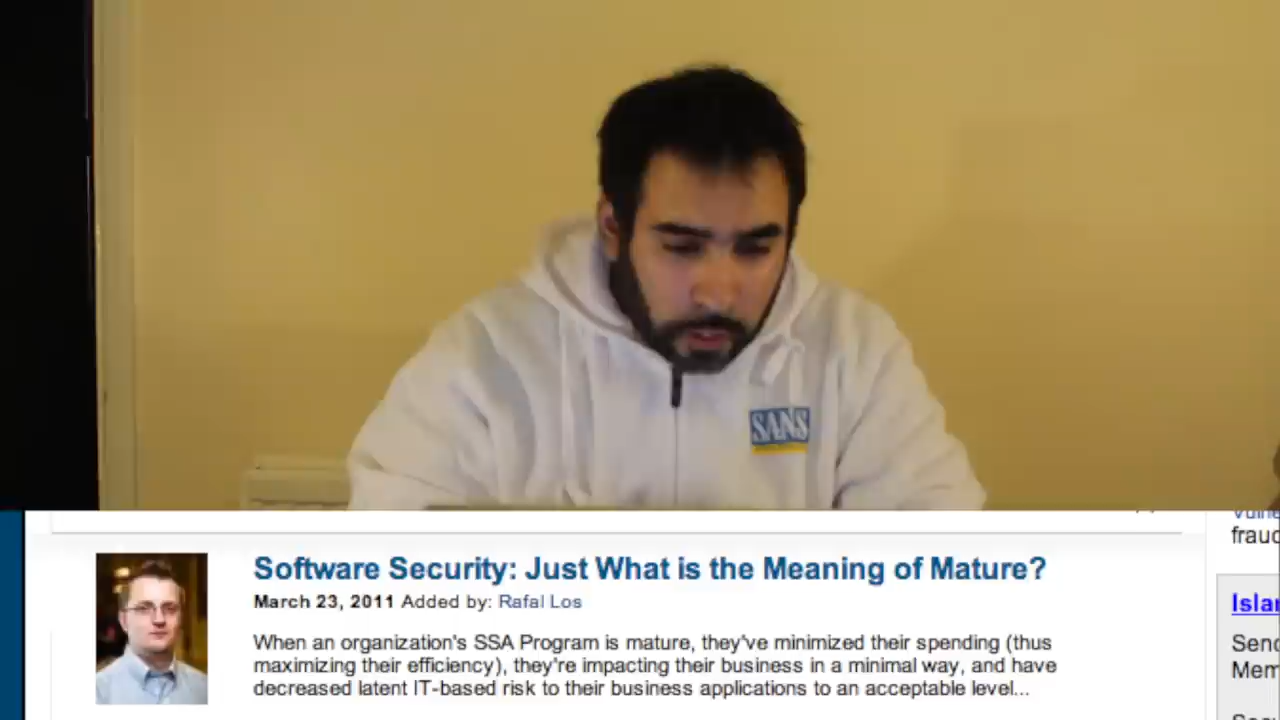 SANS
Software Security: Just What is the Meaning of Mature?
March 23, 2011 Added by: Rafal Los
When an organization's SSA Program is mature, they've minimized their spending (thus
maximizing their efficiency), they're impacting their business in a minimal way, and have
decreased latent IT-based risk to their business applications to an acceptable level...
fraud
Islam
Send
Mem